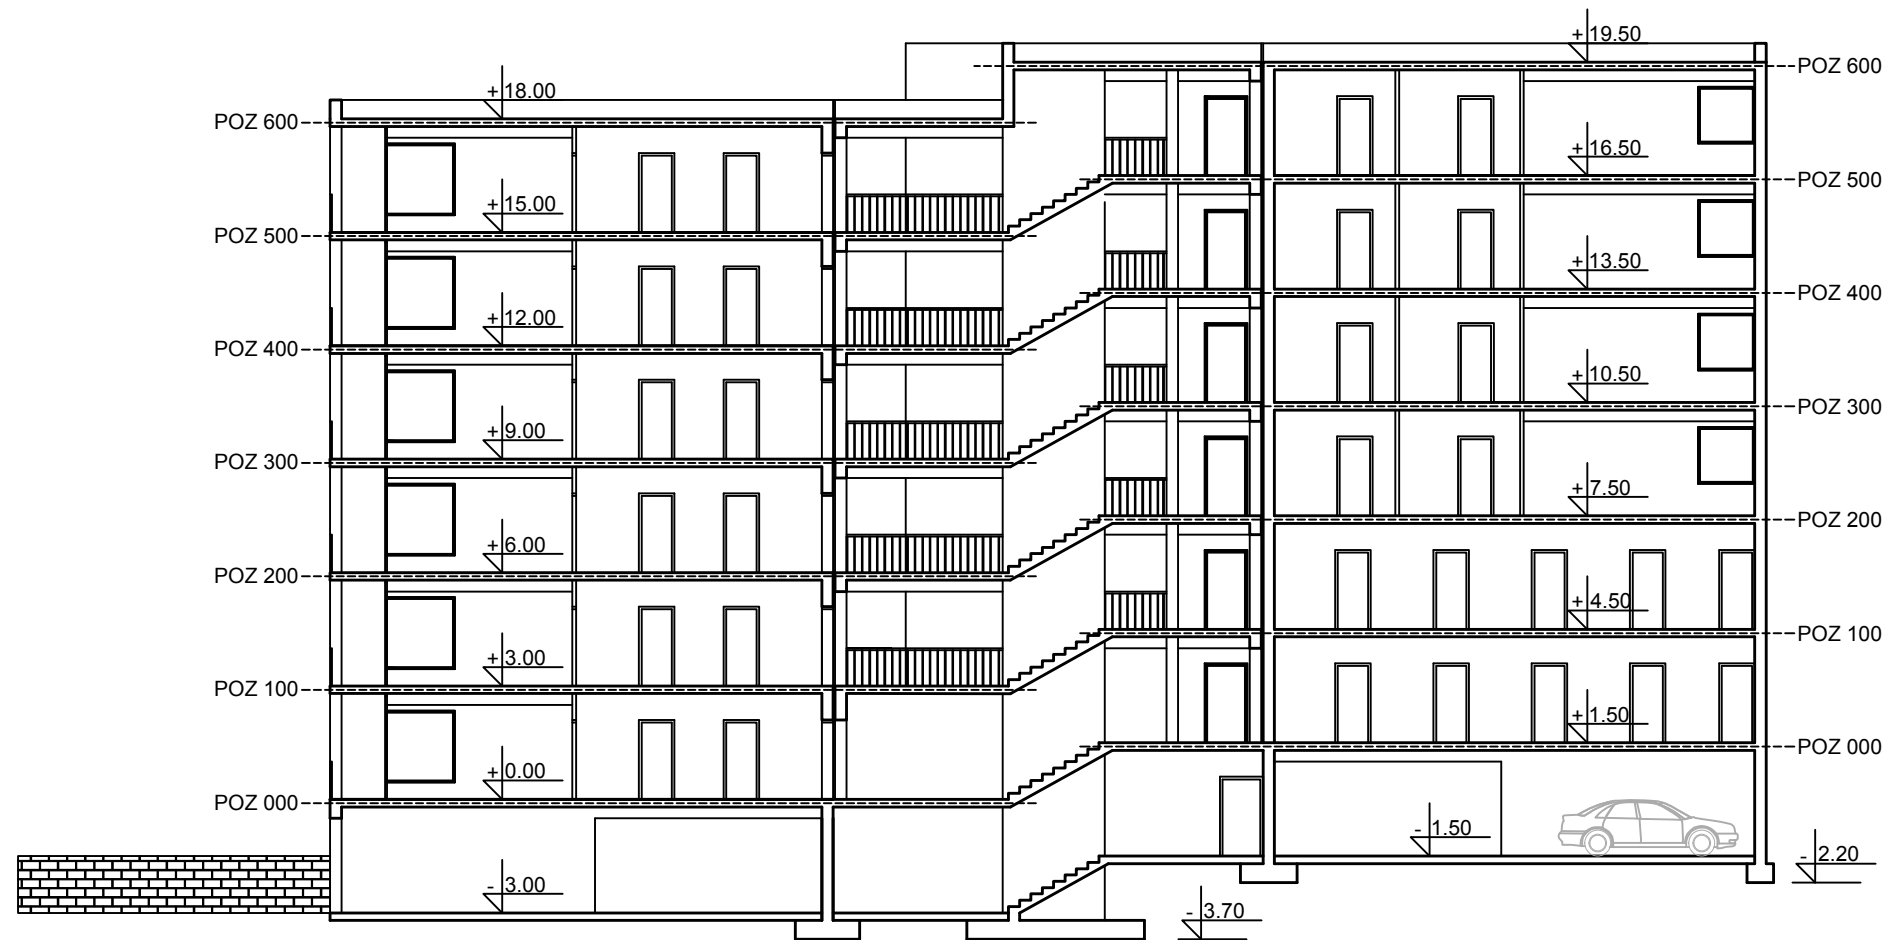 + 19.50
POZ 600
+ 18.00
POZ 600
+ 16.50
POZ 500
+ 15.00
POZ 500
+ 13.50
POZ 400
+ 12.00
POZ 400
+ 10.50
POZ 300
+ 9.00
POZ 300
+ 7.50
POZ 200
+ 6.00
POZ 200
+ 4.50
POZ 100
+ 3.00
POZ 100
+ 1.50
POZ 000
+ 0.00
POZ 000
- 1.50
- 2.20
- 3.00
- 3.70